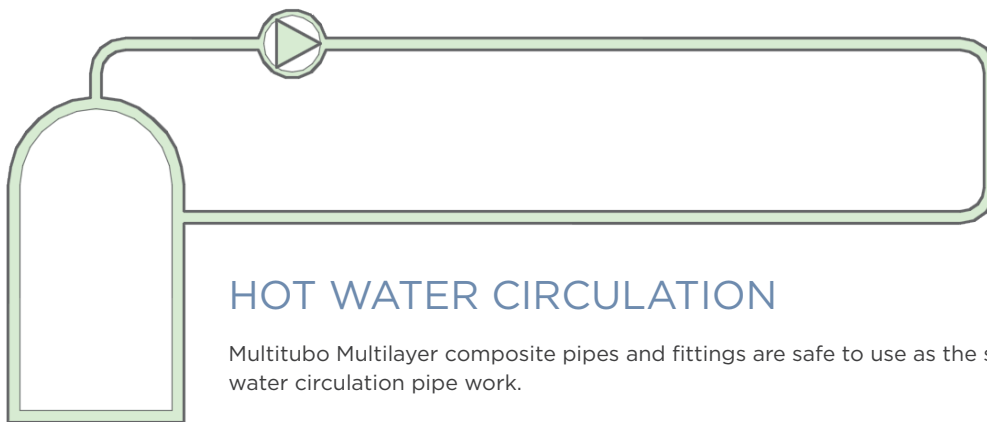 HOT WATER CIRCULATION
Multitubo Multilayer composite pipes and fittings are safe to use as the
water circulation pipe work.